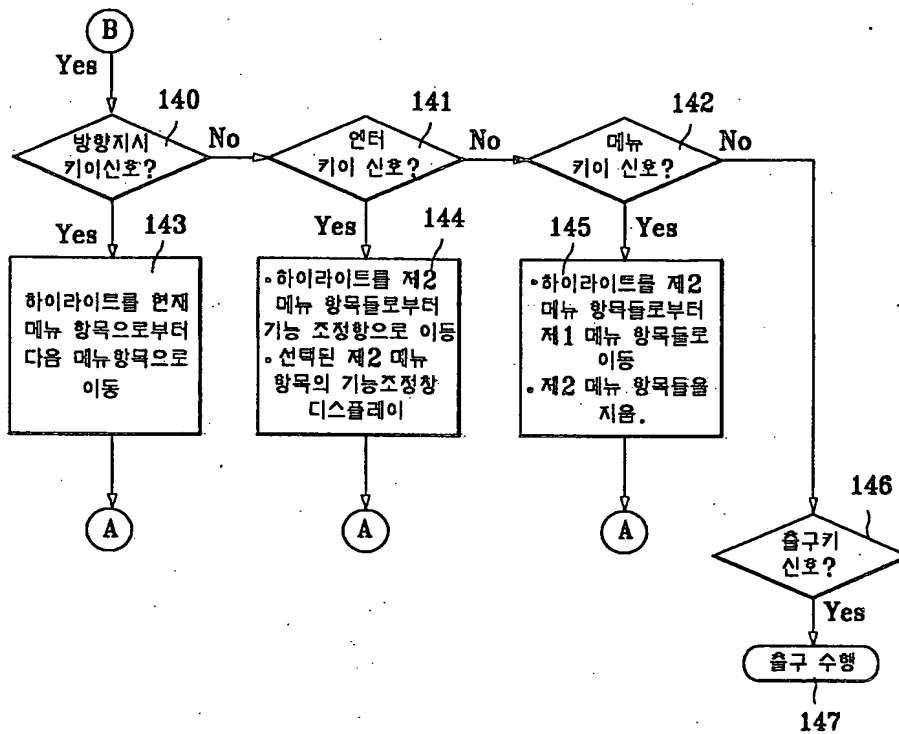 B
Yes
140
방향지시
키이신호?
No
141
엔터
키이 신호?
No
142
메뉴
키이 신호?
No
Yes
143
하이라이트를 현재
메뉴 항목으로부터
다음 메뉴항목으로
이동
Yes
144
•하이라이트를 제2
메뉴 항목들로부터
기능 조정항으로 이동
• 선택된 제2 메뉴
항목의 기능조정창
디스플레이
Yes
145
•하이라이트를 제2
메뉴 항목들로부터
제1 메뉴 항목들로
이동
• 제2 메뉴 항목들을
지움.
A
A
A
146
출구키
신호?
Yes
출구 수행
147